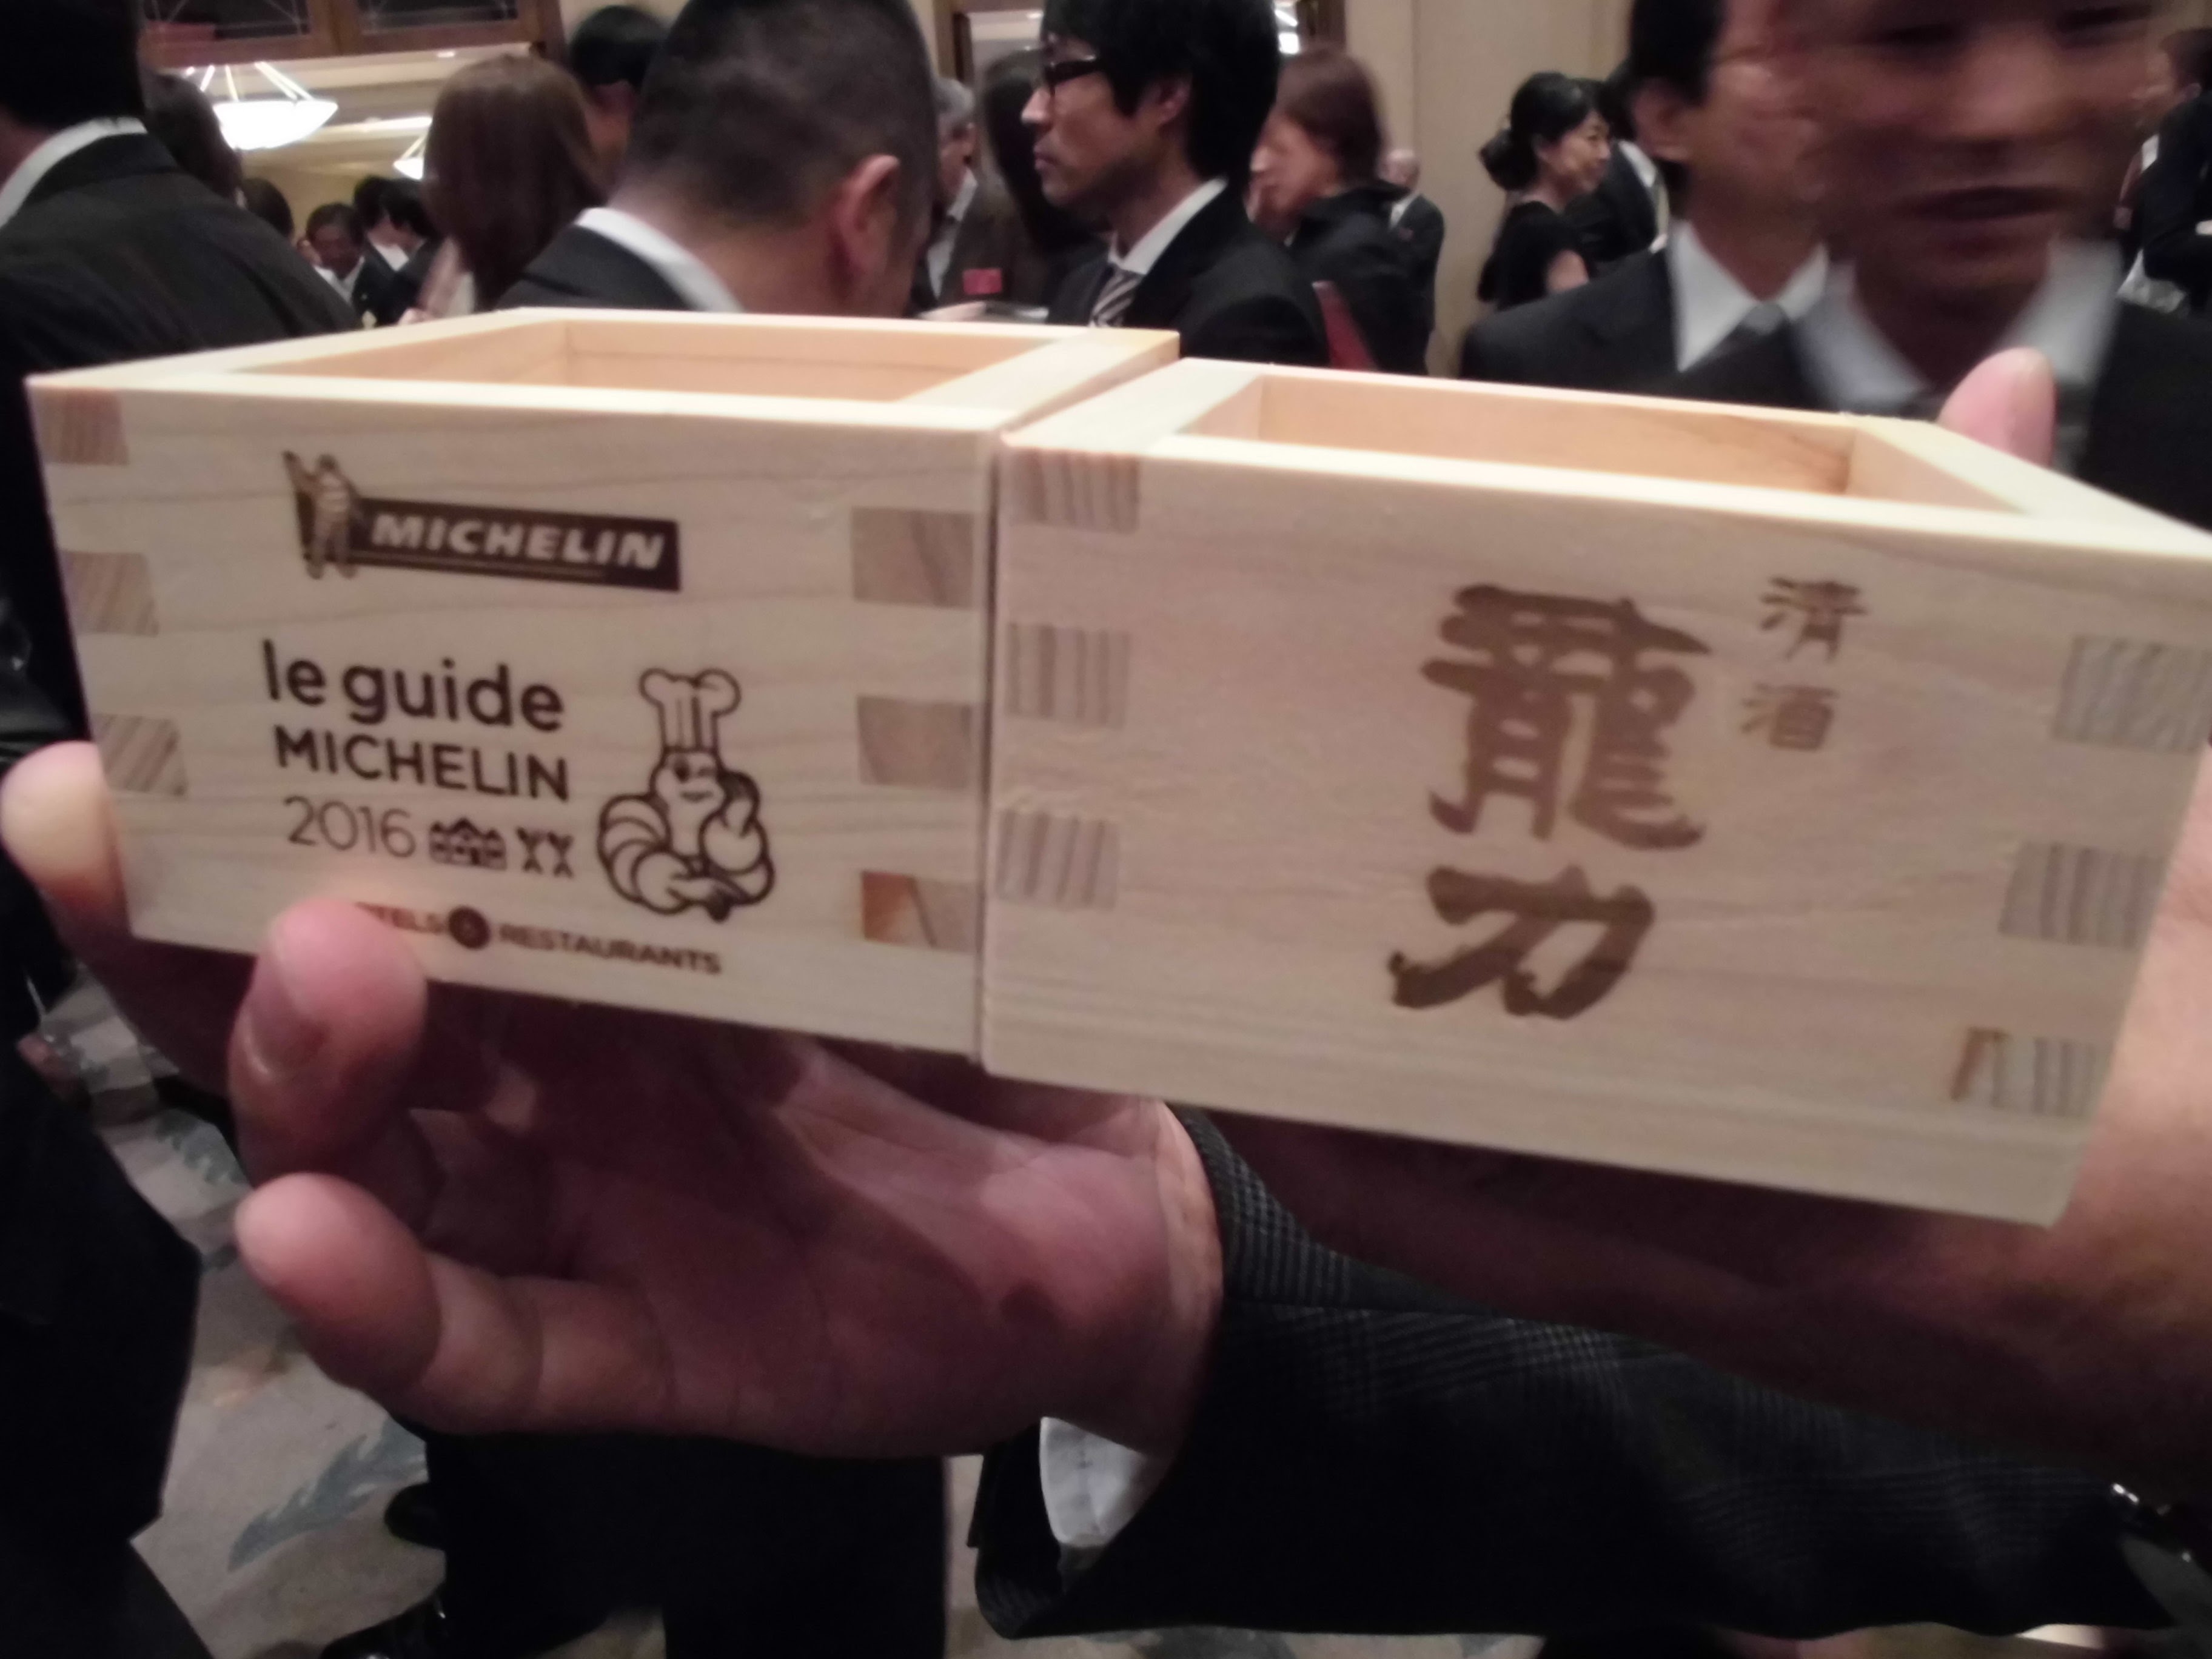 MICHELIN
le guide
MICHELIN
2016
RESTAURANTS
清酒
龍力